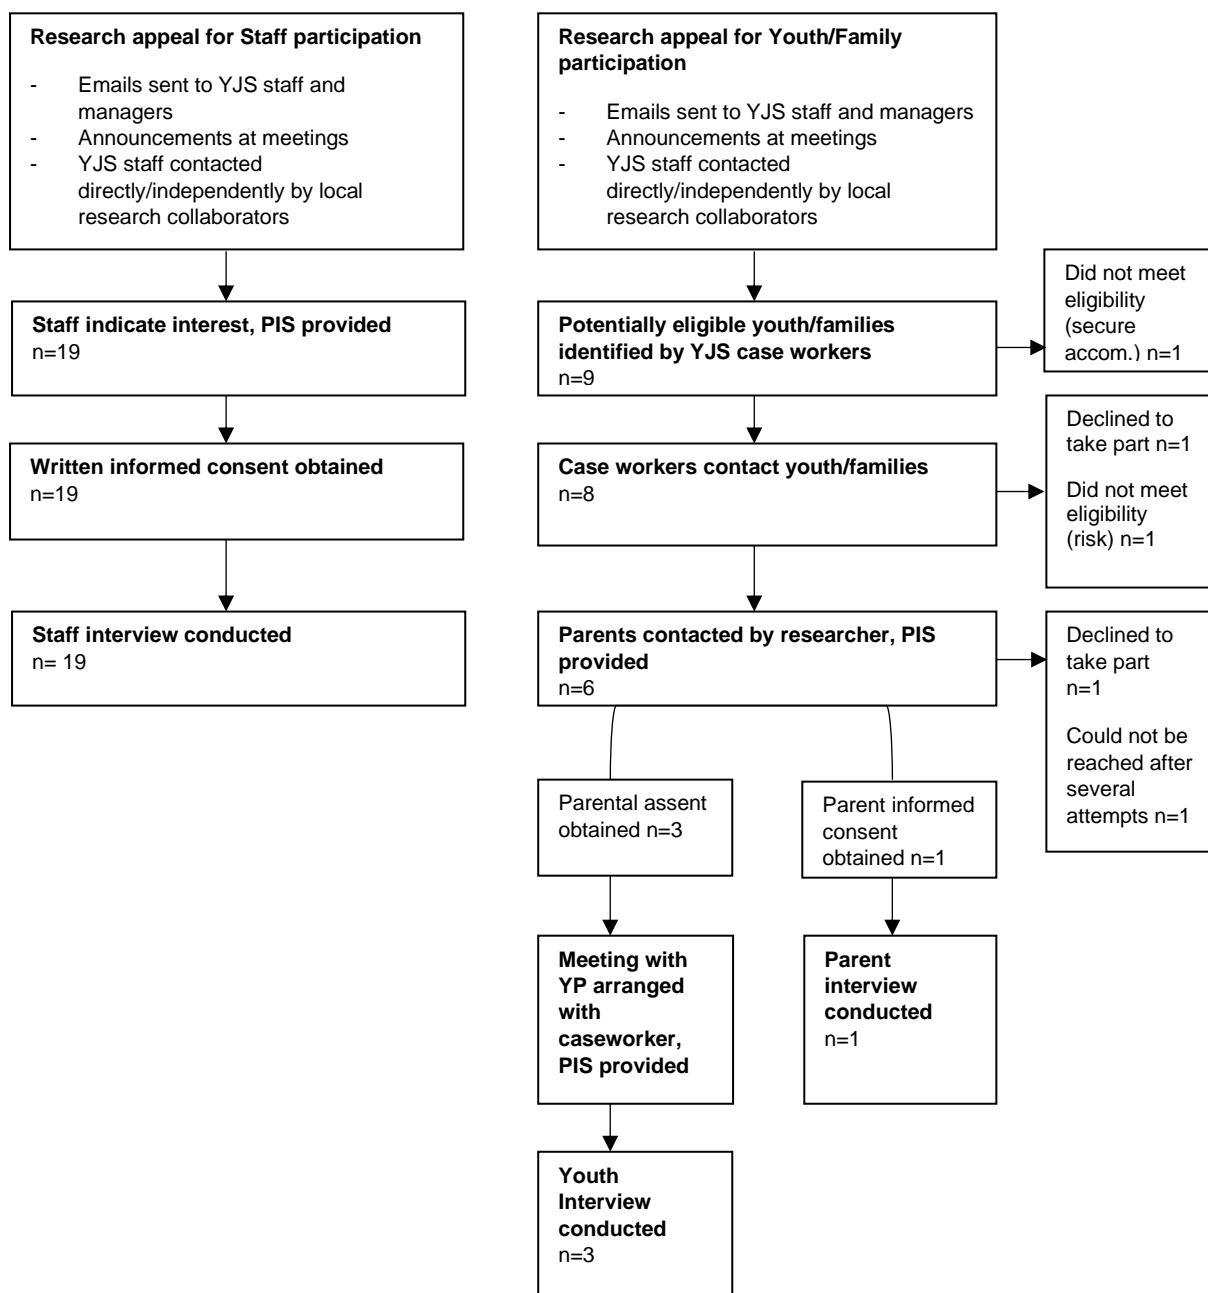 Research appeal for Staff participation
- Emails sent to YJS staff and
managers
- Announcements at meetings
- YJS staff contacted
directly/independently by local
research collaborators
Research appeal for Youth/Family
participation
- Emails sent to YJS staff and managers
- Announcements at meetings
- YJS staff contacted
directly/independently by local
research collaborators
Staff indicate interest, PIS provided
n=19
Potentially eligible youth/families
identified by YJS case workers
n=9
Did not meet
eligibility
(secure
accom.) n=1
Written informed consent obtained
n=19
Case workers contact youth/families
n=8
Declined to
take part n=1
Did not meet
eligibility
(risk) n=1
Staff interview conducted
n= 19
Parents contacted by researcher, PIS
provided
n=6
Declined to
take part
n=1
Could not be
reached after
several
attempts n=1
Parental assent
obtained n=3
Parent informed
consent
obtained n=1
Meeting with
YP arranged
with
caseworker,
PIS provided
Parent
interview
conducted
n=1
Youth
Interview
conducted
n=3